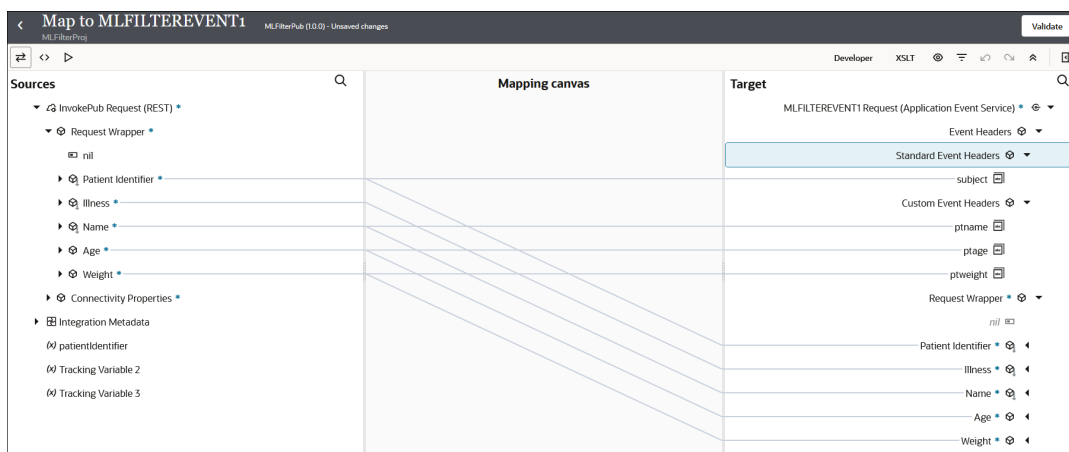 Map to MLFILTEREVENT1 MLFilterPub (1.0.0) - Unsaved changes Validate
MLFilterProj
Developer XSLT
Sources Mapping canvas Target
InvokePub Request (REST) * MLFILTEREVENT1 Request (Application Event Service) *
Request Wrapper * Event Headers
nil Standard Event Headers
Patient Identifier * subject
Illness * Custom Event Headers
Name * ptname
Age * ptage
Weight * ptweight
Connectivity Properties * Request Wrapper *
Integration Metadata nil
(x) patientIdentifier Patient Identifier *
(x) Tracking Variable 2 Illness *
(x) Tracking Variable 3 Name *
Age *
Weight *